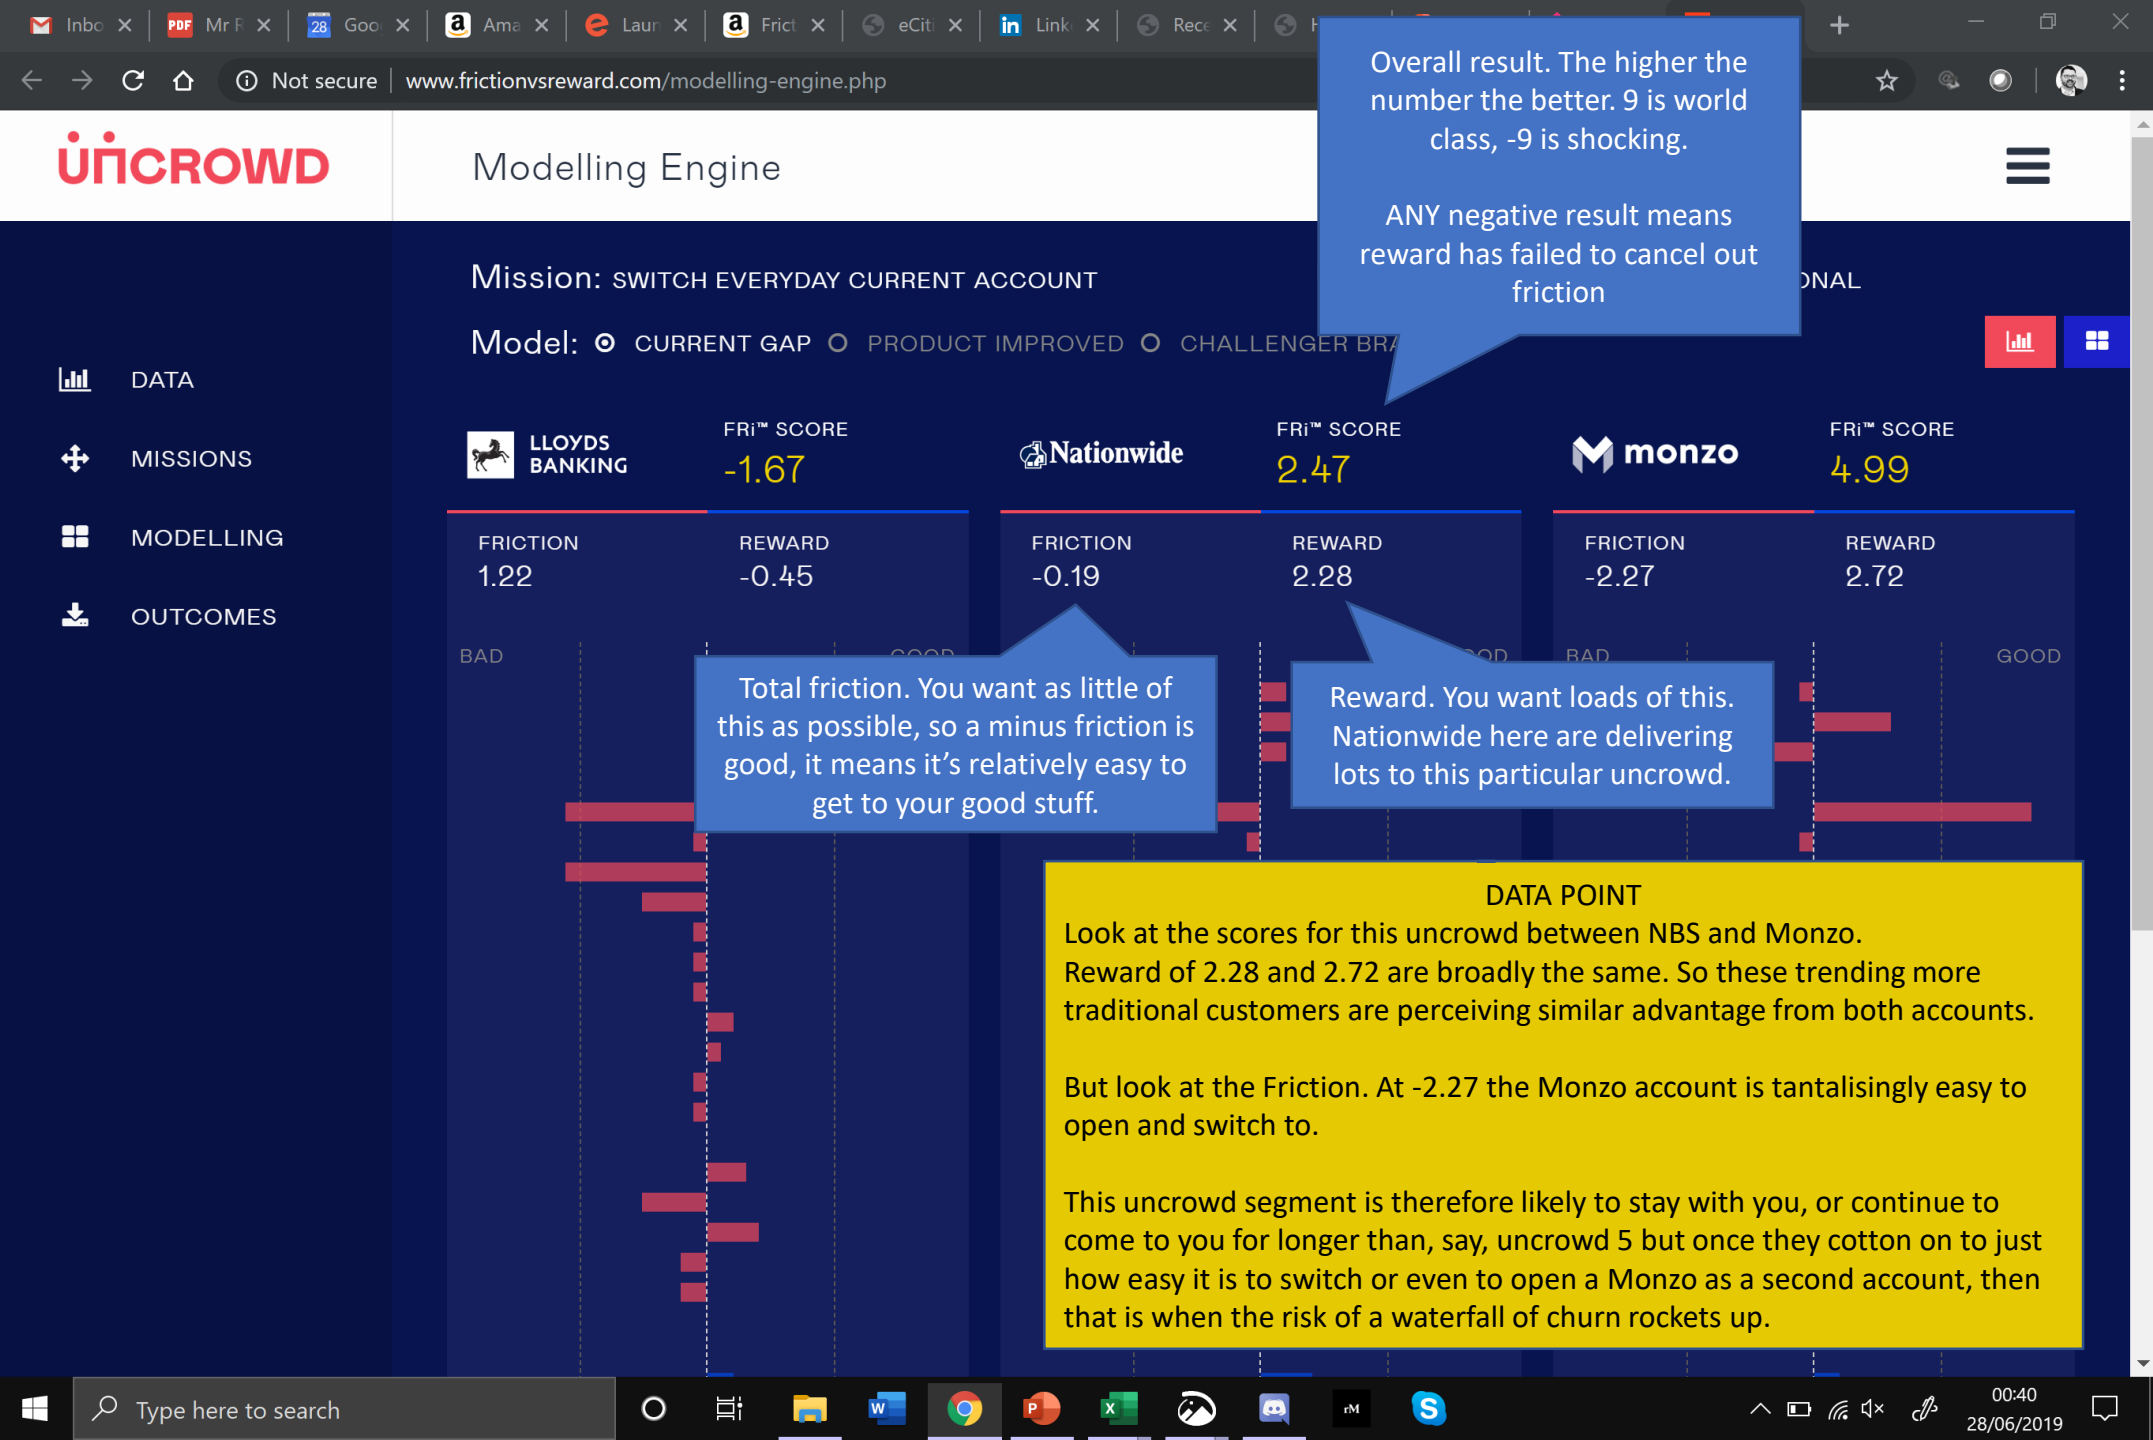 Inbo
PDF Mr R
28 Goo
Ama
Laun
Frict
eCiti
in Link
Rece
Not secure | www.frictionvsreward.com/modelling-engine.php
uncrowd
Modelling Engine
Overall result. The higher the
number the better. 9 is world
class, -9 is shocking.
ANY negative result means
reward has failed to cancel out
friction
Mission: SWITCH EVERYDAY CURRENT ACCOUNT
ONAL
Model: CURRENT GAP PRODUCT IMPROVED CHALLENGER BRA
DATA
MISSIONS
MODELLING
OUTCOMES
LLOYDS
BANKING
FRi™ SCORE
-1.67
Nationwide
FRi™ SCORE
2.47
monzo
FRi™ SCORE
4.99
FRICTION
1.22
REWARD
-0.45
FRICTION
-0.19
REWARD
2.28
FRICTION
-2.27
REWARD
2.72
BAD
GOOD
OOD
BAD
GOOD
Total friction. You want as little of
this as possible, so a minus friction is
good, it means it’s relatively easy to
get to your good stuff.
Reward. You want loads of this.
Nationwide here are delivering
lots to this particular uncrowd.
DATA POINT
Look at the scores for this uncrowd between NBS and Monzo.
Reward of 2.28 and 2.72 are broadly the same. So these trending more
traditional customers are perceiving similar advantage from both accounts.
But look at the Friction. At -2.27 the Monzo account is tantalisingly easy to
open and switch to.
This uncrowd segment is therefore likely to stay with you, or continue to
come to you for longer than, say, uncrowd 5 but once they cotton on to just
how easy it is to switch or even to open a Monzo as a second account, then
that is when the risk of a waterfall of churn rockets up.
Type here to search
rM
00:40
28/06/2019